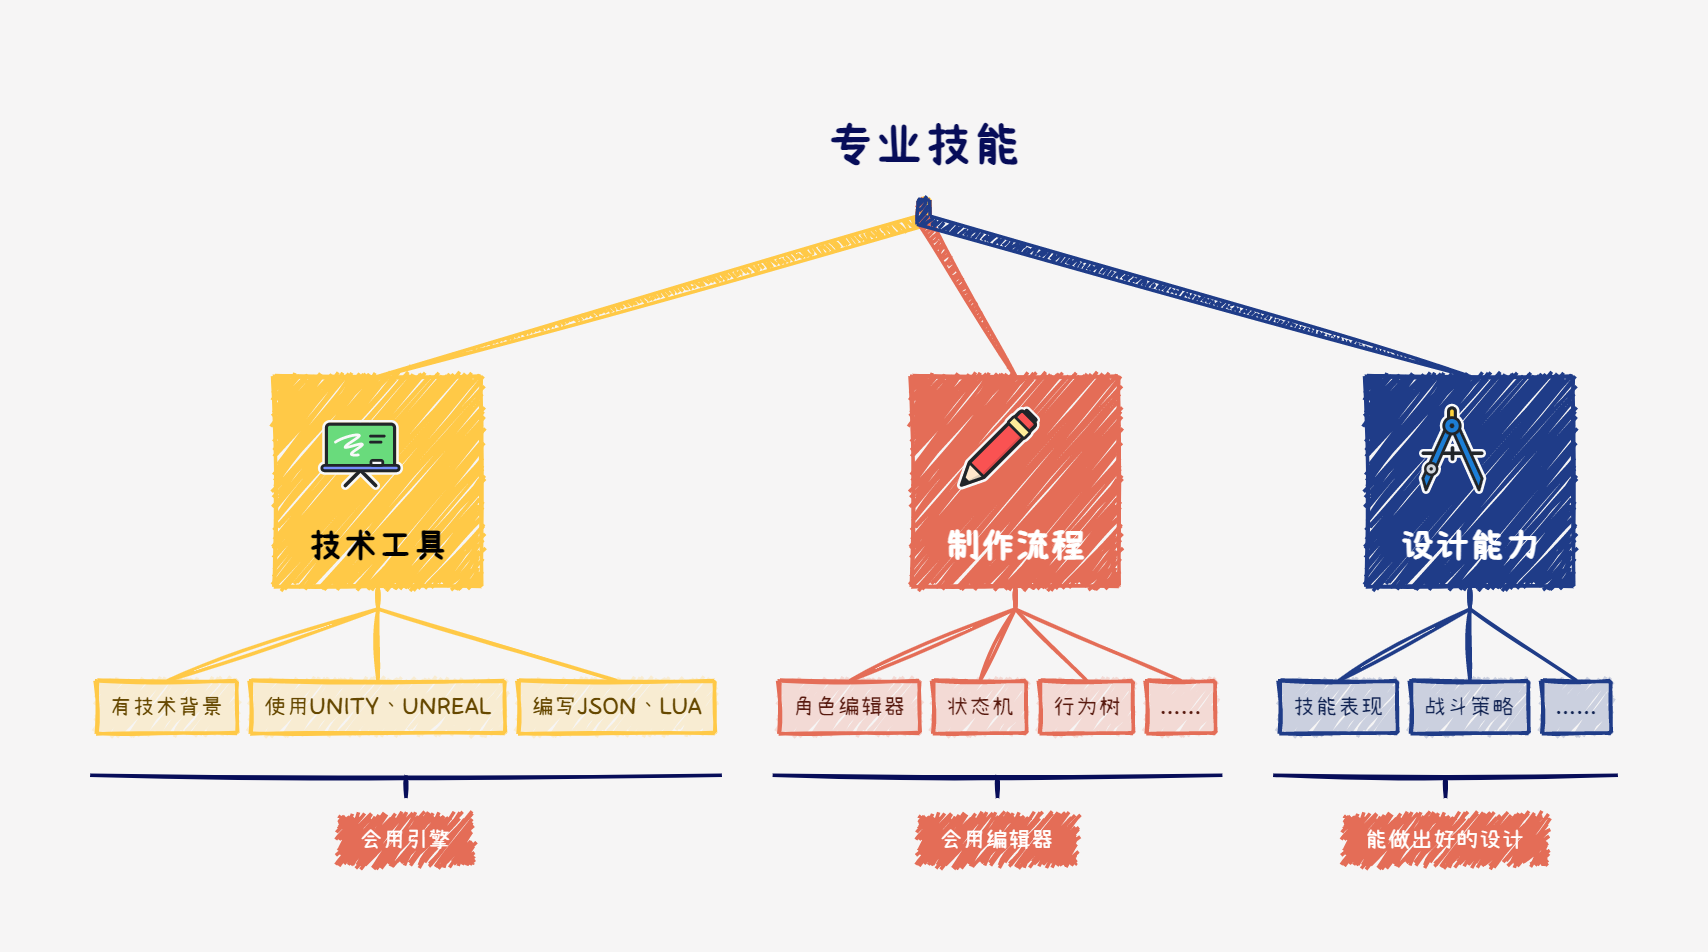 专业技能
技术工具
制作流程
设计能力
有技术背景
使用UNITY、UNREAL
编写JSON、LUA
角色编辑器
状态机
行为树
......
技能表现
战斗策略
......
会用引擎
会用编辑器
能做出好的设计